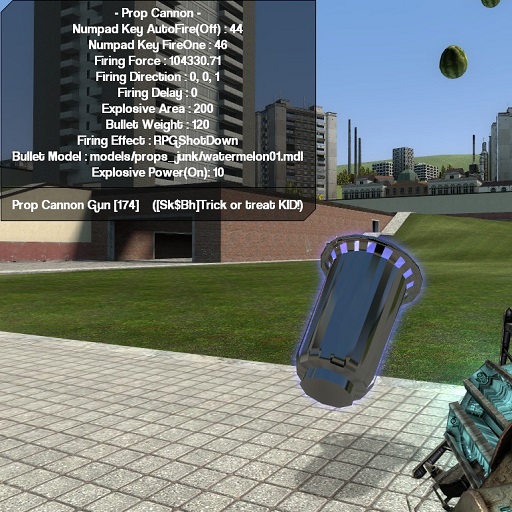 - Prop Cannon -
Numpad Key AutoFire(Off) : 44
Numpad Key FireOne : 46
Firing Force : 104330.71
Firing Direction : 0, 0, 1
Firing Delay : 0
Explosive Area : 200
Bullet Weight : 120
Firing Effect : RPGShotDown
Bullet Model : models/props_junk/watermelon01.mdl
Explosive Power(On): 10
Prop Cannon Gun [174] ([Sk$Bh]Trick or treat KID!)